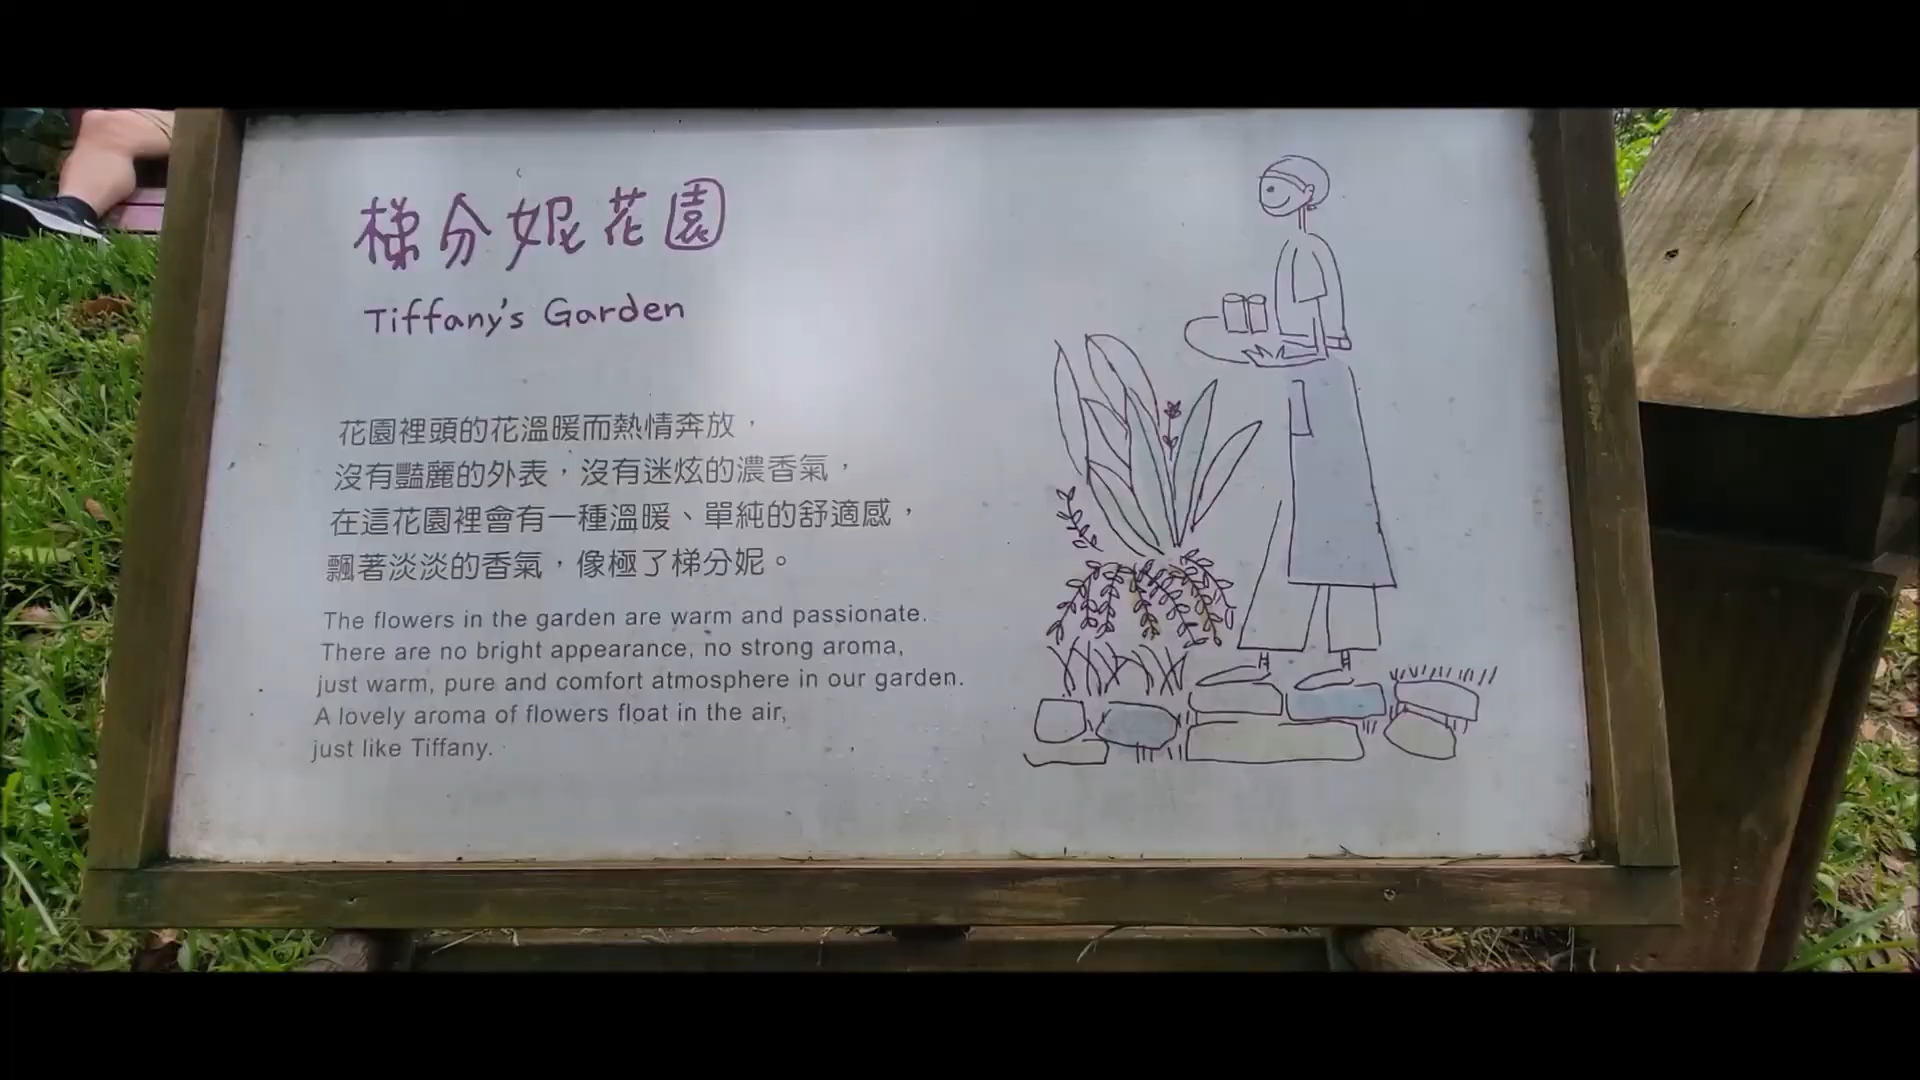 梯分妮花園
Tiffany's Garden
花園裡頭的花溫暖而熱情奔放，
沒有豔麗的外表，沒有迷炫的濃香氣，
在這花園裡會有一種溫暖、單純的舒適感，
飄著淡淡的香氣，像極了梯分妮。
The flowers in the garden are warm and passionate.
There are no bright appearance, no strong aroma,
just warm, pure and comfort atmosphere in our garden.
A lovely aroma of flowers float in the air,
just like Tiffany.